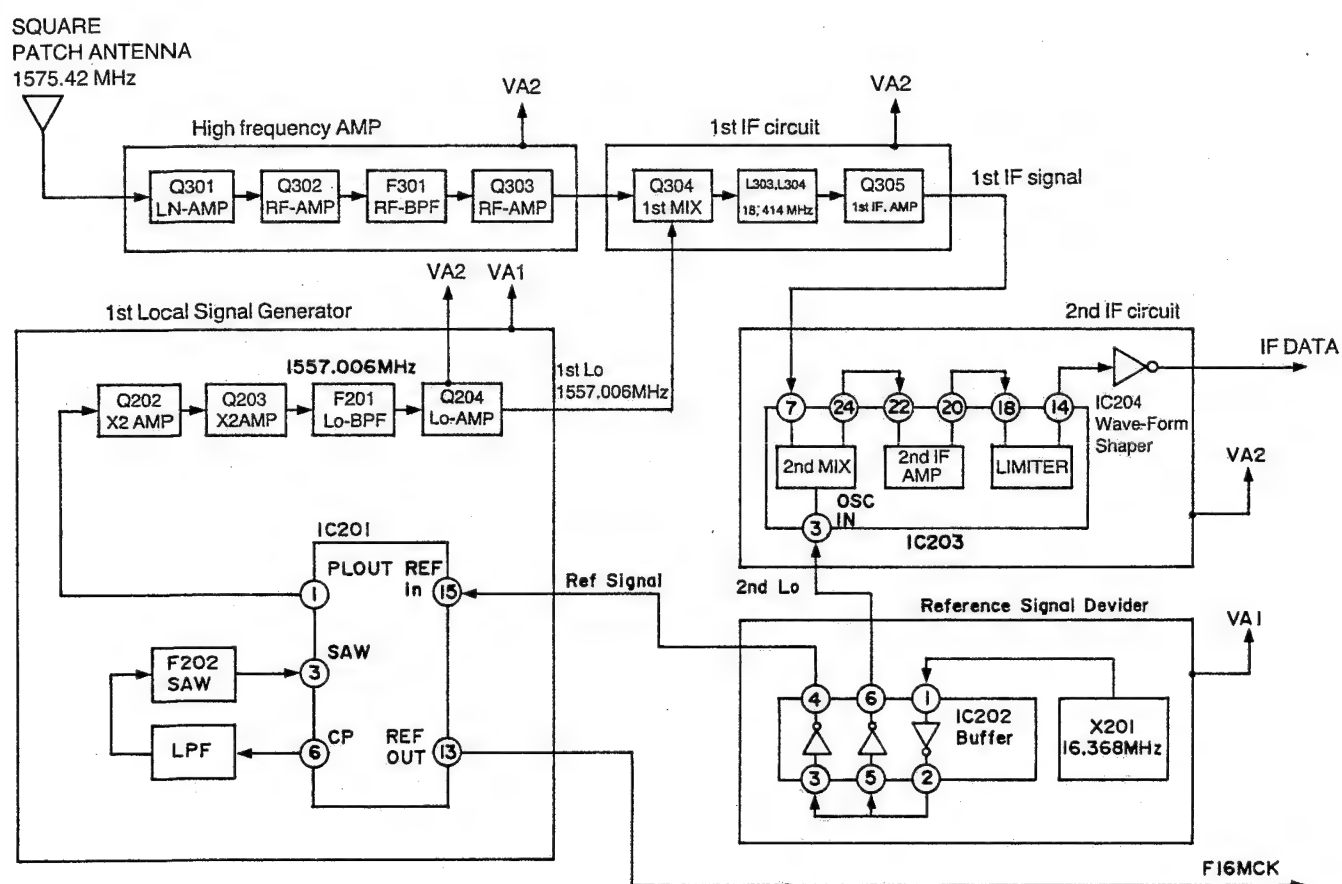 SQUARE
PATCH ANTENNA
1575.42 MHz
VA2
VA2
High frequency AMP
1st IF circuit
Q301
LN-AMP
Q302
RF-AMP
F301
RF-BPF
Q303
RF-AMP
Q304
1st MIX
L303,L304
18,414 MHz
Q305
1st IF. AMP
1st IF signal
VA2
VA1
1st Local Signal Generator
2nd IF circuit
1557.006MHz
Q202
X2 AMP
Q203
X2AMP
F201
Lo-BPF
Q204
Lo-AMP
1st Lo
1557.006MHz
IF DATA
7
24
22
20
18
14
IC204
Wave-Form
Shaper
2nd MIX
2nd IF
AMP
LIMITER
VA2
OSC
IN
3
IC203
IC201
PLOUT
REF
in
1
15
Ref Signal
2nd Lo
Reference Signal Devider
VA1
F202
SAW
3
SAW
4
6
1
IC202
Buffer
X201
16.368MHz
LPF
6
CP
REF
OUT
13
3
5
2
F16MCK